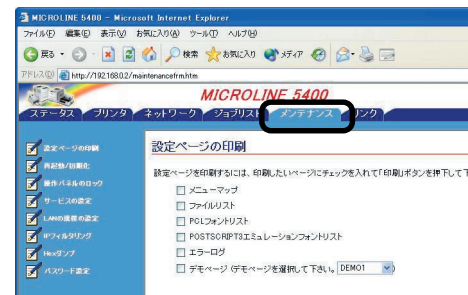 MICROLINE 5400 - Microsoft Internet Explorer
ファイル(F) 編集(E) 表示(V) お気に入り(A) ツール(T) ヘルプ(H)
戻る 検索 お気に入り メディア
アドレス(D) http://192.168.0.2/maintenancefrm.htm
MICROLINE 5400
ステータス プリンタ ネットワーク ジョブリスト メンテナンス リンク
設定ページの印刷
再起動/初期化
操作パネルのロック
サービスの設定
LANの規模の設定
IPフィルタリング
Hexダンプ
パスワード設定
設定ページの印刷
設定ページを印刷するには、印刷したいページにチェックを入れて「印刷」ボタンを押して下
メニューマップ
ファイルリスト
PCLフォントリスト
POSTSCRIPT3エミュレーションフォントリスト
エラーログ
デモページ (デモページを選択して下さい。 DEMO1 )